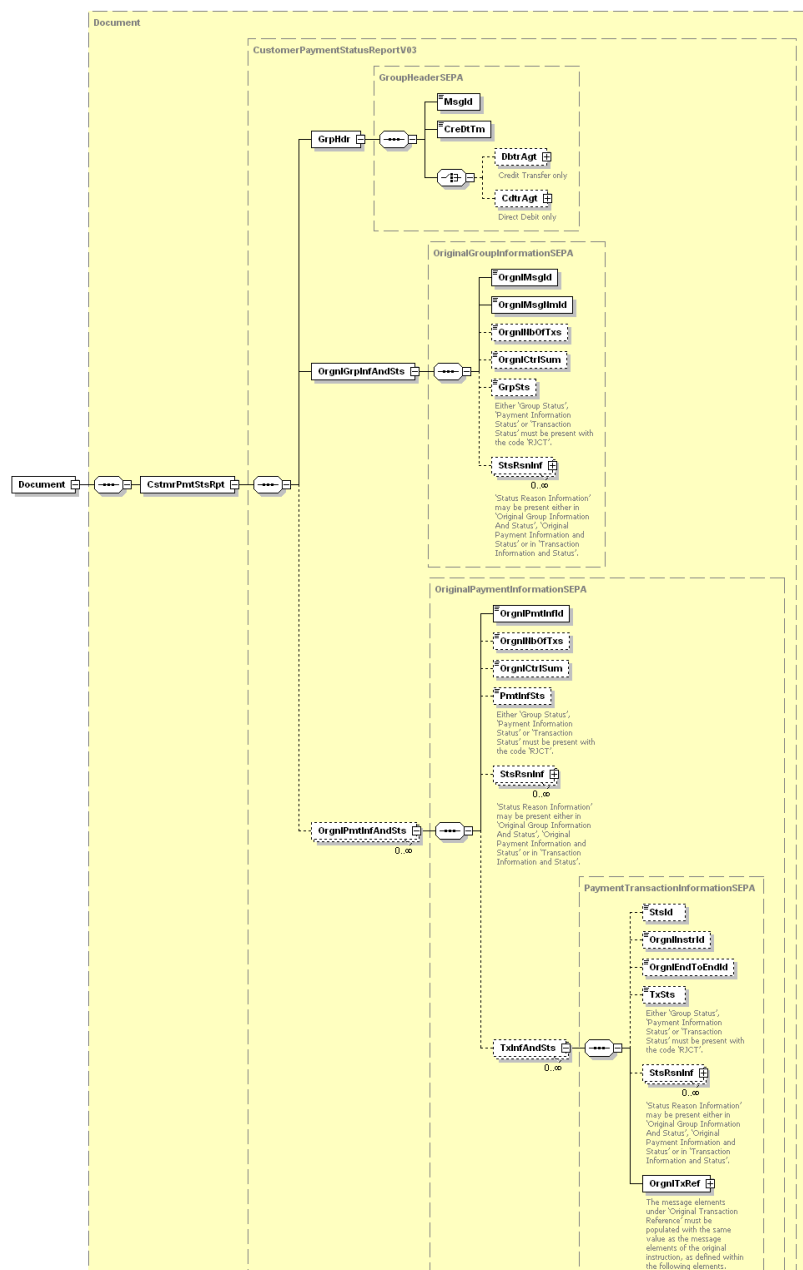 Document
CustomerPaymentStatusReportV03
GroupHeaderSEPA
MsgId
CreDtTm
GrpHdr
DbtrAgt
Credit Transfer only
CdtrAgt
Direct Debit only
OriginalGroupInformationSEPA
OrgnlMsgId
OrgnlMsgNmId
OrgnlNbOfTxs
OrgnlCtrlSum
OrgnlGrpInfAndSts
GrpSts
Either 'Group Status',
'Payment Information
Status' or 'Transaction
Status' must be present with
the code 'RJCT'.
StsRsnInf
0..∞
'Status Reason Information'
may be present either in
'Original Group Information
And Status', 'Original
Payment Information and
Status' or in 'Transaction
Information and Status'.
Document
CstmrPmtStsRpt
OriginalPaymentInformationSEPA
OrgnlPmtInfId
OrgnlNbOfTxs
OrgnlCtrlSum
PmtInfSts
Either 'Group Status',
'Payment Information
Status' or 'Transaction
Status' must be present with
the code 'RJCT'.
StsRsnInf
0..∞
'Status Reason Information'
may be present either in
'Original Group Information
And Status', 'Original
Payment Information and
Status' or in 'Transaction
Information and Status'.
OrgnlPmtInfAndSts
0..∞
PaymentTransactionInformationSEPA
StsId
OrgnlInstrId
OrgnlEndToEndId
TxSts
Either 'Group Status',
'Payment Information
Status' or 'Transaction
Status' must be present with
the code 'RJCT'.
TxInfAndSts
0..∞
StsRsnInf
0..∞
'Status Reason Information'
may be present either in
'Original Group Information
And Status', 'Original
Payment Information and
Status' or in 'Transaction
Information and Status'.
OrgnlTxRef
The message elements
under 'Original Transaction
Reference' must be
populated with the same
value as the message
elements of the original
instruction, as defined within
the following elements.